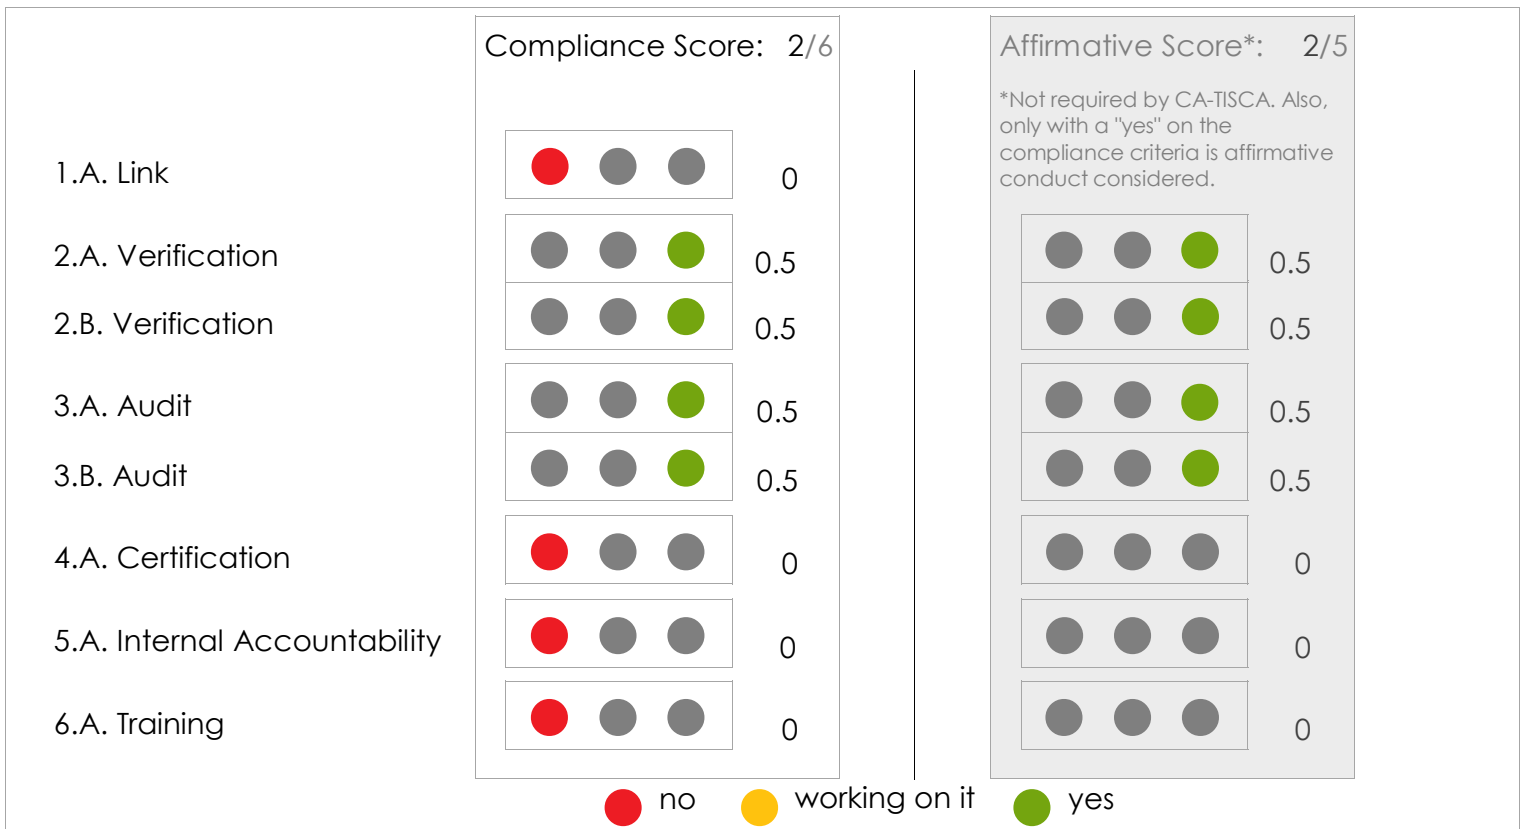 Compliance Score: 2/6
Affirmative Score*: 2/5
*Not required by CA-TISCA. Also,
only with a "yes" on the
compliance criteria is affirmative
conduct considered.
1.A. Link 0
2.A. Verification 0.5 0.5
2.B. Verification 0.5 0.5
3.A. Audit 0.5 0.5
3.B. Audit 0.5 0.5
4.A. Certification 0 0
5.A. Internal Accountability 0 0
6.A. Training 0 0
no working on it yes